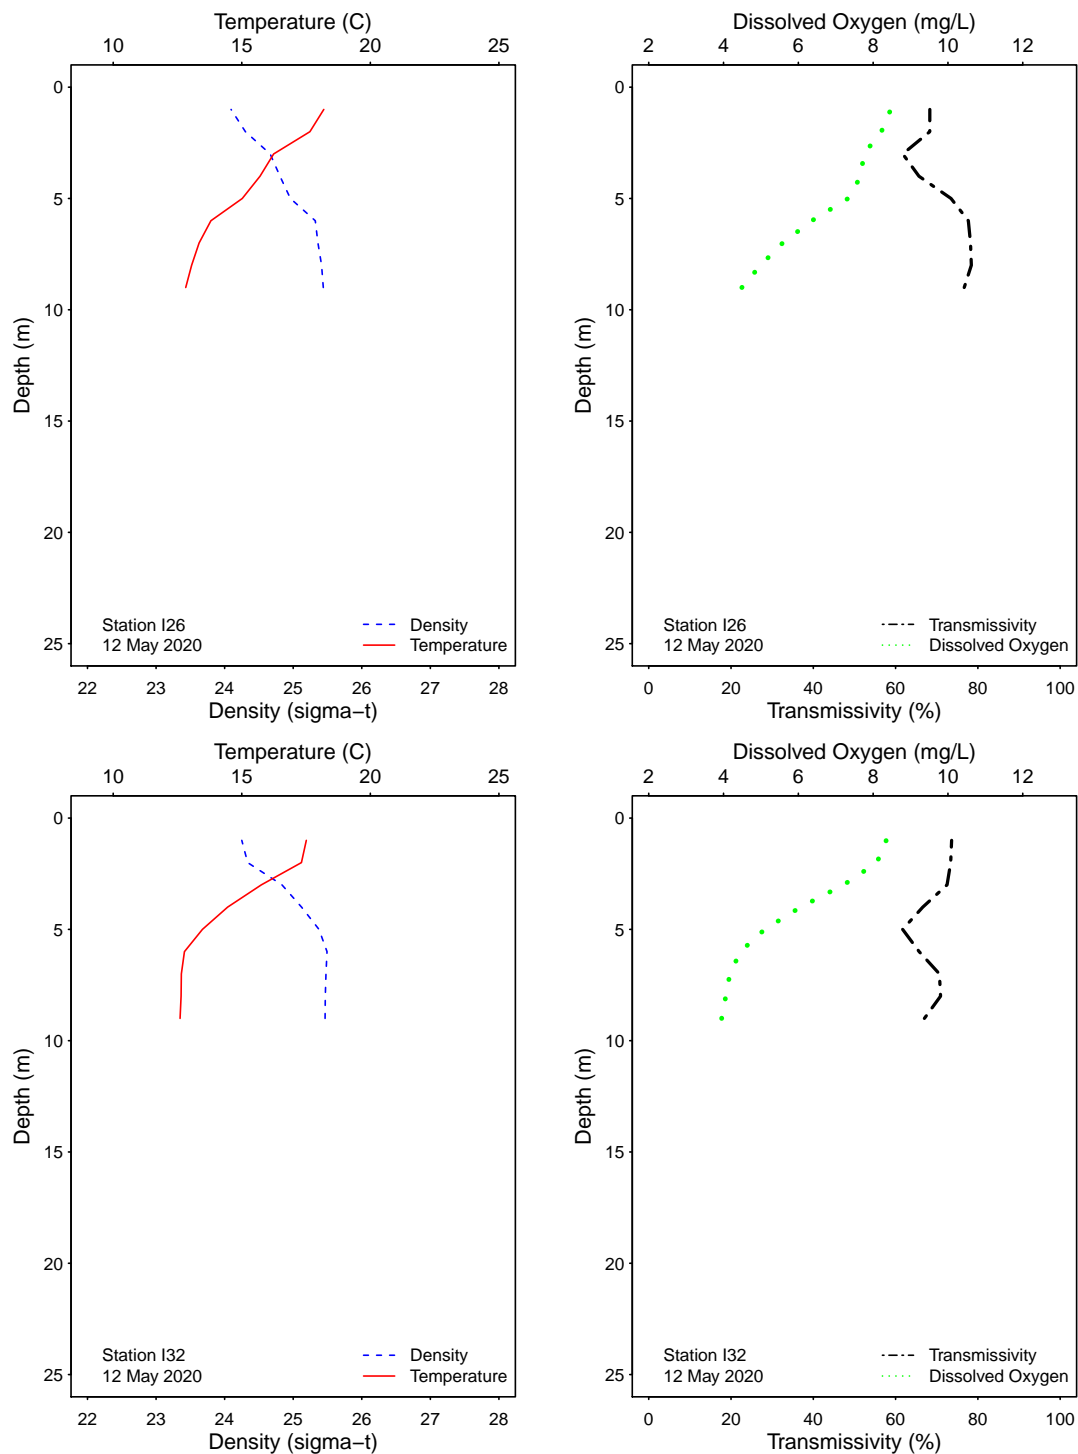 Temperature (C)
10 15 20 25
0
5
10
15
20
25
Depth (m)
Station I26
12 May 2020
Density
Temperature
22 23 24 25 26 27 28
Density (sigma−t)
Dissolved Oxygen (mg/L)
2 4 6 8 10 12
0
5
10
15
20
25
Depth (m)
Station I26
12 May 2020
Transmissivity
Dissolved Oxygen
0 20 40 60 80 100
Transmissivity (%)
Temperature (C)
10 15 20 25
0
5
10
15
20
25
Depth (m)
Station I32
12 May 2020
Density
Temperature
22 23 24 25 26 27 28
Density (sigma−t)
Dissolved Oxygen (mg/L)
2 4 6 8 10 12
0
5
10
15
20
25
Depth (m)
Station I32
12 May 2020
Transmissivity
Dissolved Oxygen
0 20 40 60 80 100
Transmissivity (%)